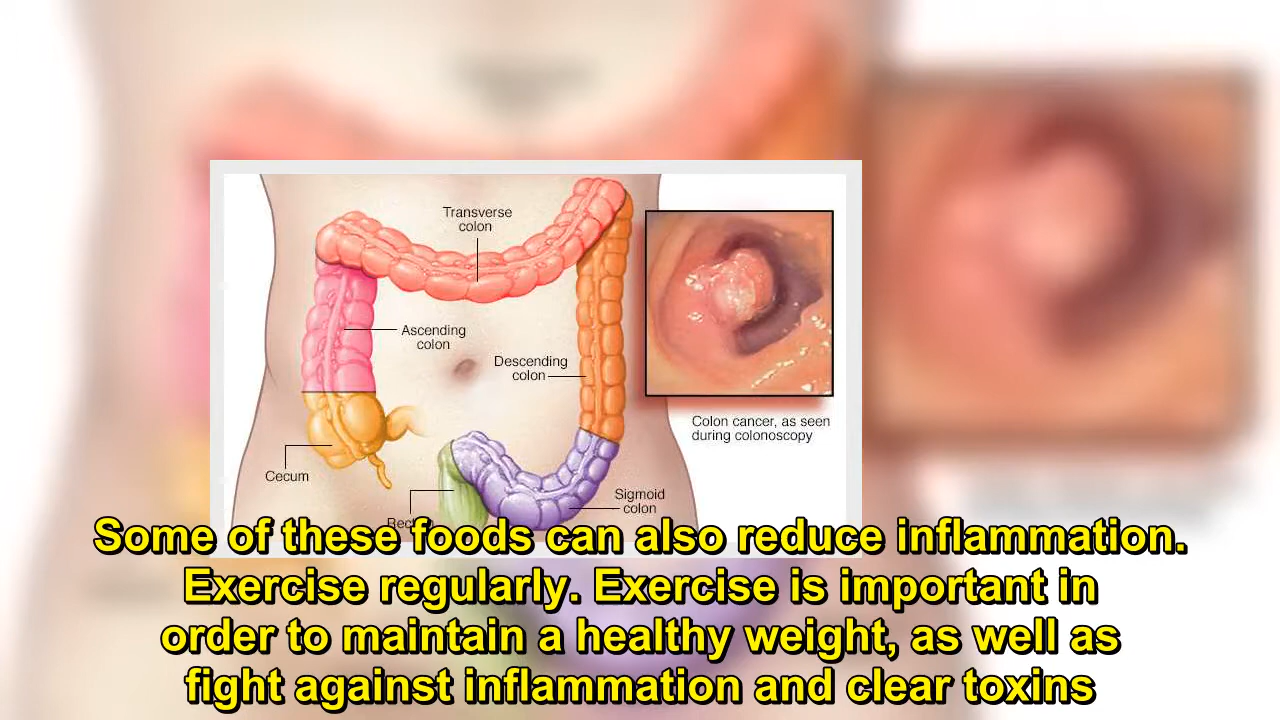 Transverse
colon
Ascending
colon
Descending
colon
Colon cancer, as seen
during colonoscopy
Cecum
Sigmoid
colon
Some of these foods can also reduce inflammation.
Exercise regularly. Exercise is important in
order to maintain a healthy weight, as well as
fight against inflammation and clear toxins